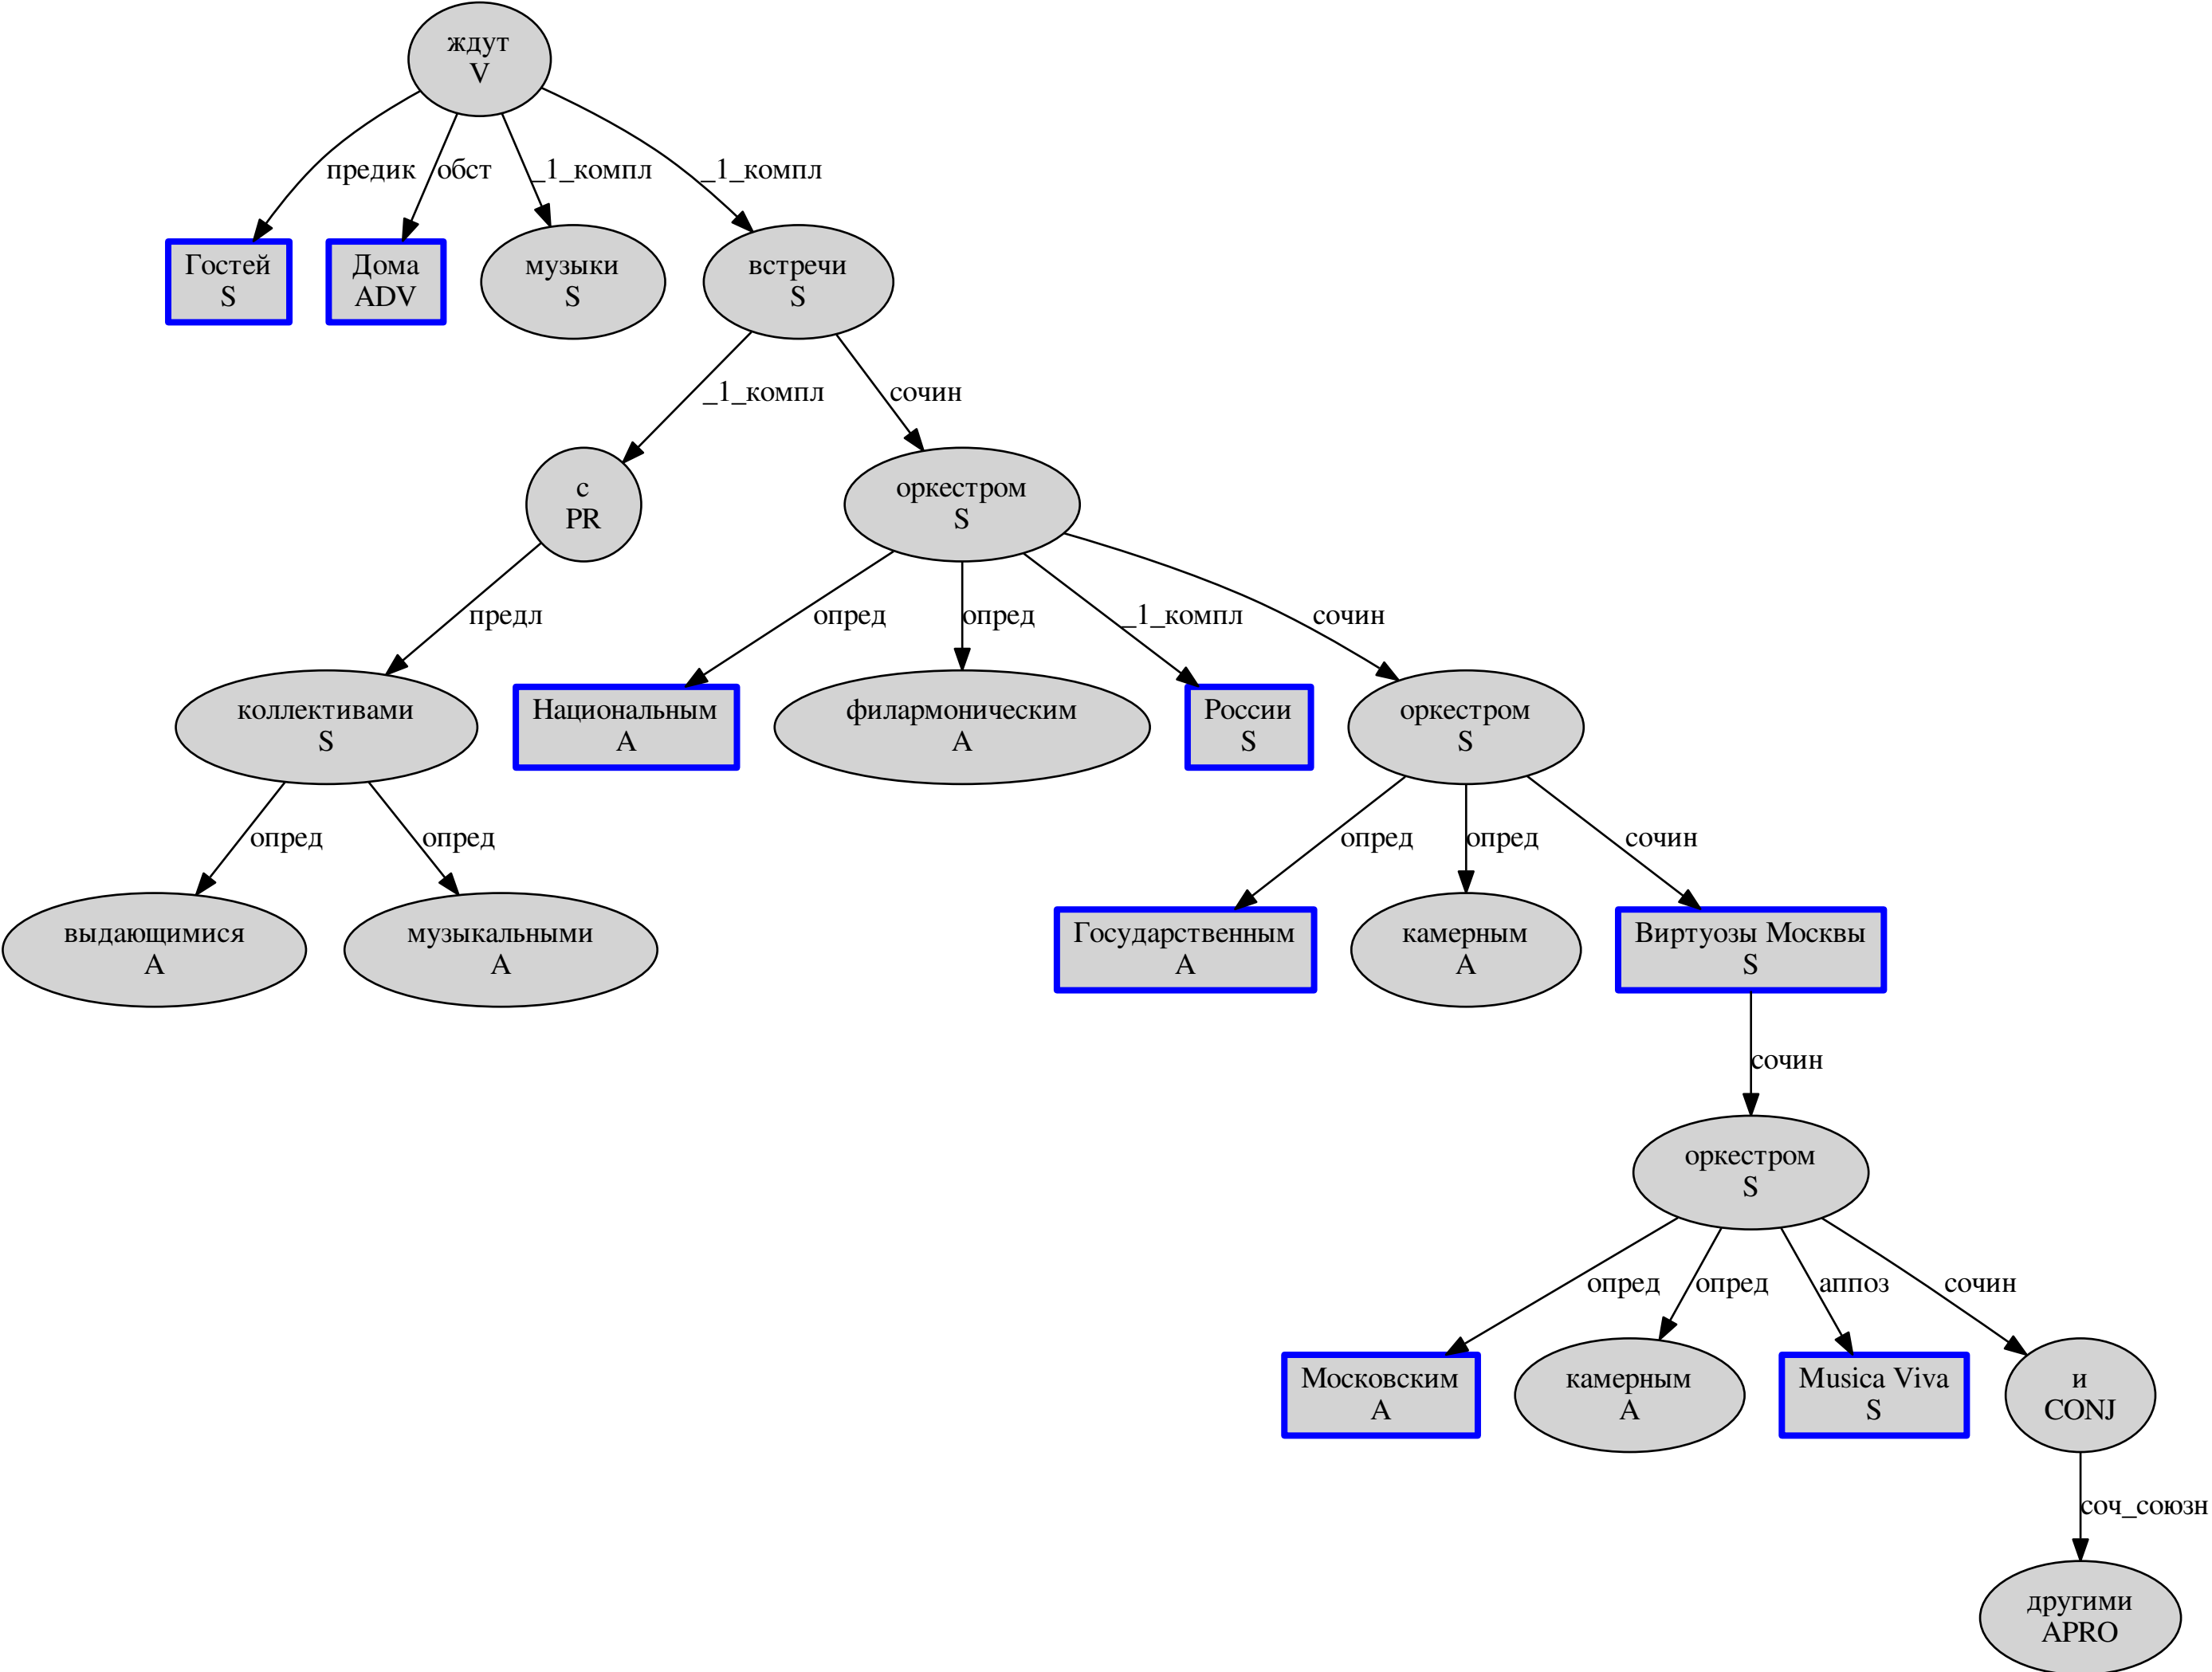 ждут
V
предик
обст
_1_компл
_1_компл
Гостей
S
Дома
ADV
музыки
S
встречи
S
_1_компл
сочин
с
PR
оркестром
S
предл
опред
опред
_1_компл
сочин
коллективами
S
Национальным
A
филармоническим
A
России
S
оркестром
S
опред
опред
опред
опред
сочин
выдающимися
A
музыкальными
A
Государственным
A
камерным
A
Виртуозы Москвы
S
сочин
оркестром
S
опред
опред
аппоз
сочин
Московским
A
камерным
A
Musica Viva
S
и
CONJ
соч_союзн
другими
APRO